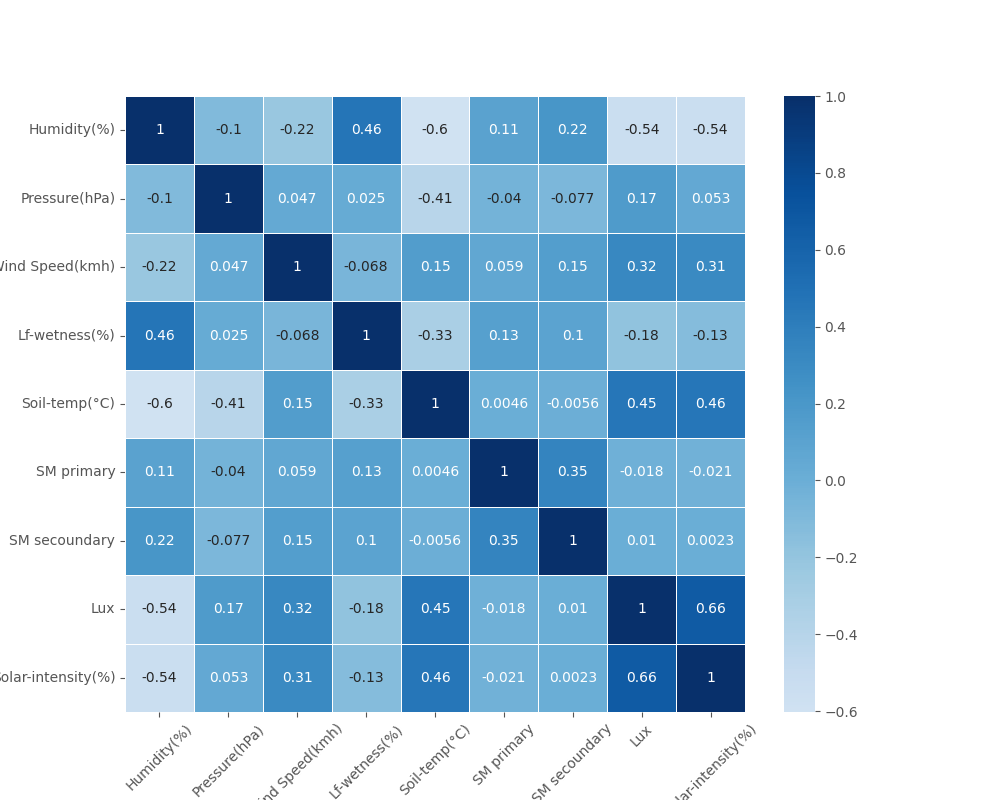 Humidity(%) 1 -0.1 -0.22 0.46 -0.6 0.11 0.22 -0.54 -0.54
Pressure(hPa) -0.1 1 0.047 0.025 -0.41 -0.04 -0.077 0.17 0.053
Wind Speed(kmh) -0.22 0.047 1 -0.068 0.15 0.059 0.15 0.32 0.31
Lf-wetness(%) 0.46 0.025 -0.068 1 -0.33 0.13 0.1 -0.18 -0.13
Soil-temp(°C) -0.6 -0.41 0.15 -0.33 1 0.0046 -0.0056 0.45 0.46
SM primary 0.11 -0.04 0.059 0.13 0.0046 1 0.35 -0.018 -0.021
SM secoundary 0.22 -0.077 0.15 0.1 -0.0056 0.35 1 0.01 0.0023
Lux -0.54 0.17 0.32 -0.18 0.45 -0.018 0.01 1 0.66
olar-intensity(%) -0.54 0.053 0.31 -0.13 0.46 -0.021 0.0023 0.66 1
Humidity(%) Pressure(hPa) nd Speed(kmh) Lf-wetness(%) Soil-temp(°C) SM primary SM secoundary Lux lar-intensity(%)
1.0
0.8
0.6
0.4
0.2
0.0
−0.2
−0.4
−0.6